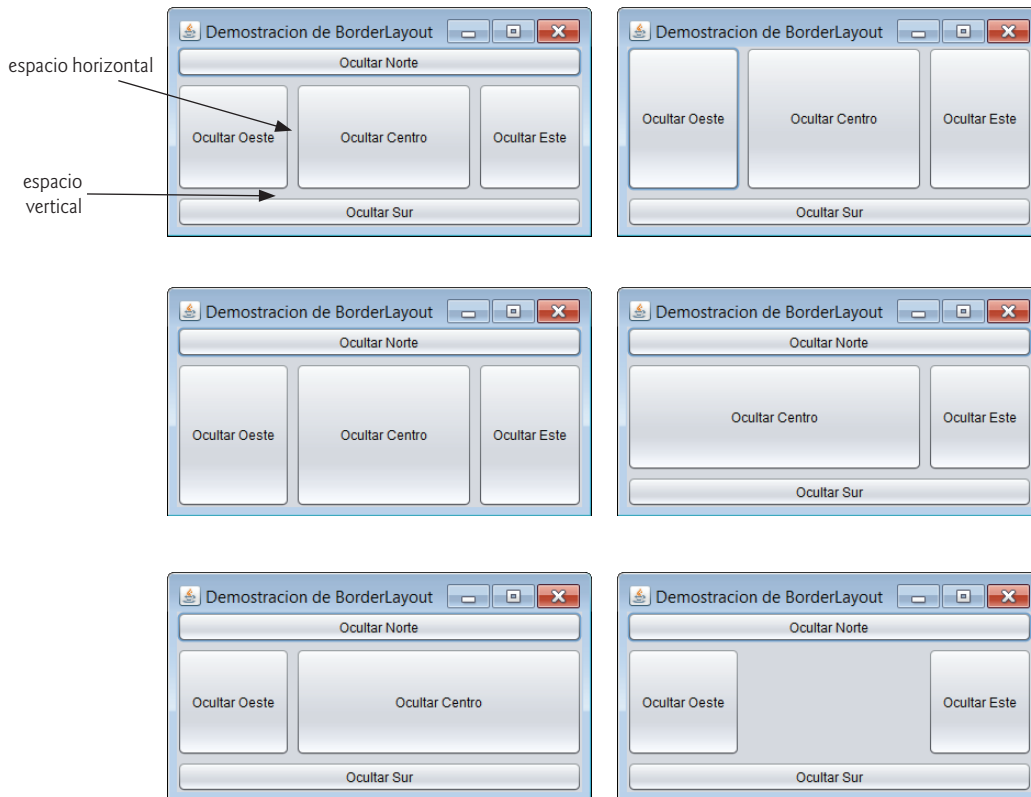 Demostracion de BorderLayout
Ocultar Norte
espacio horizontal
Ocultar Oeste
Ocultar Centro
Ocultar Este
espacio
vertical
Ocultar Sur
Demostracion de BorderLayout
Ocultar Oeste
Ocultar Centro
Ocultar Este
Ocultar Sur
Demostracion de BorderLayout
Ocultar Norte
Ocultar Oeste
Ocultar Centro
Ocultar Este
Demostracion de BorderLayout
Ocultar Norte
Ocultar Centro
Ocultar Este
Ocultar Sur
Demostracion de BorderLayout
Ocultar Norte
Ocultar Oeste
Ocultar Centro
Ocultar Sur
Demostracion de BorderLayout
Ocultar Norte
Ocultar Oeste
Ocultar Este
Ocultar Sur